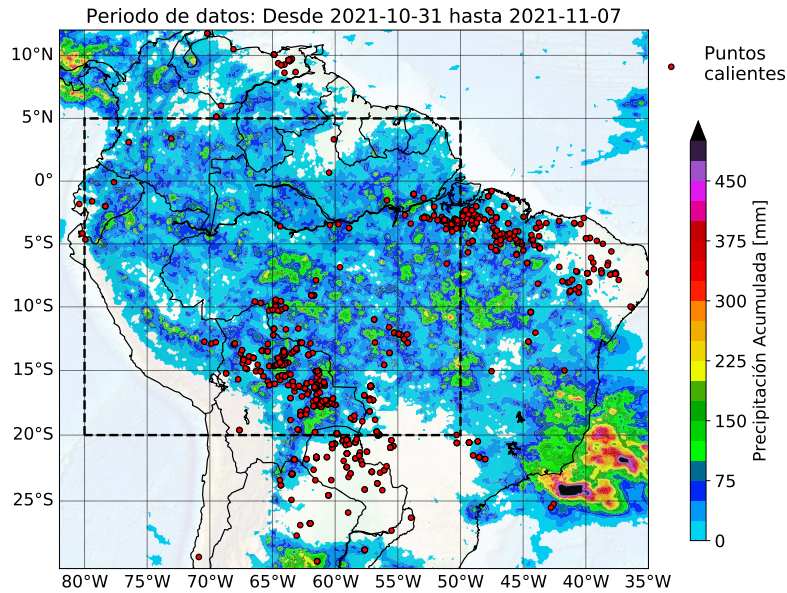 Periodo de datos: Desde 2021-10-31 hasta 2021-11-07
10°N
5°N
0°
5°S
10°S
15°S
20°S
25°S
80°W
75°W
70°W
65°W
60°W
55°W
50°W
45°W
40°W
35°W
Puntos
calientes
450
375
300
225
150
75
0
Precipitación Acumulada [mm]